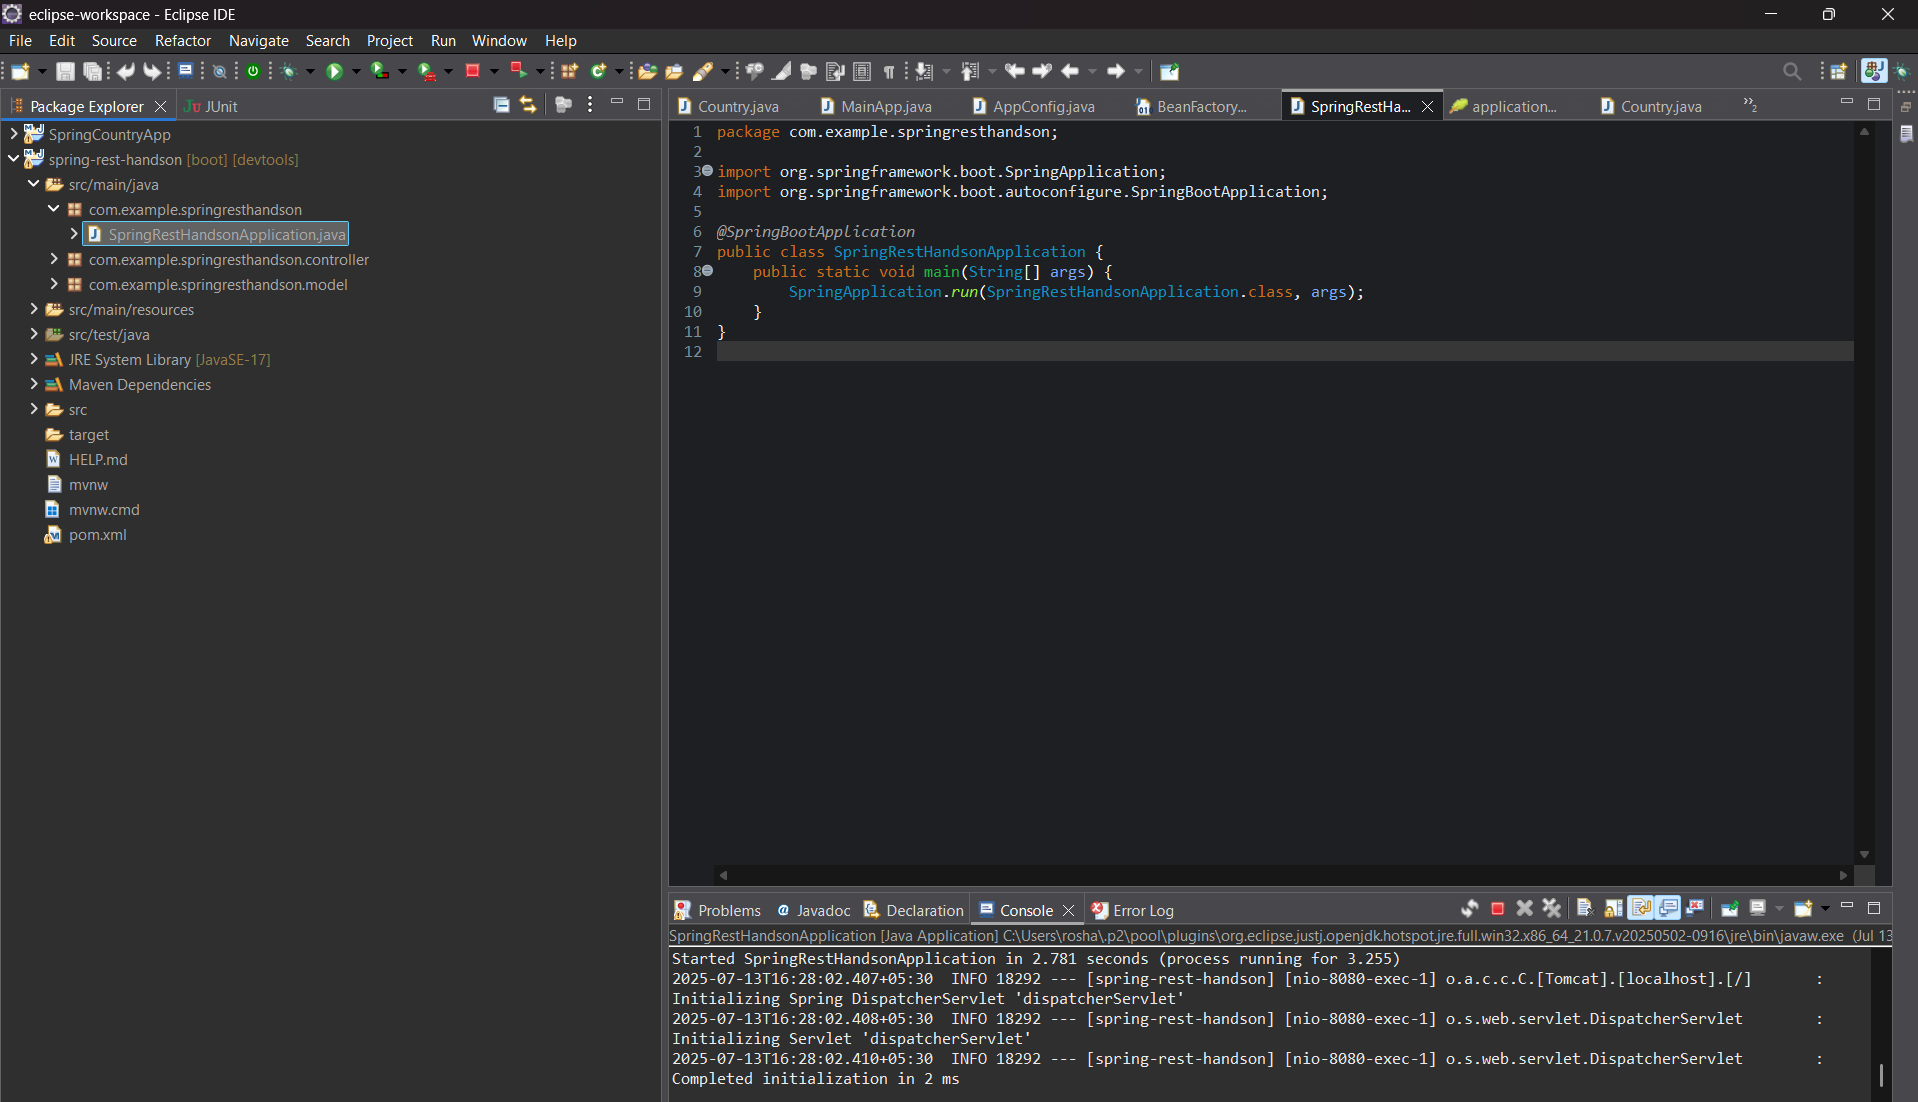 eclipse-workspace - Eclipse IDE
File Edit Source Refactor Navigate Search Project Run Window Help
Package Explorer JUnit
SpringCountryApp
spring-rest-handson [boot] [devtools]
src/main/java
com.example.springresthandson
SpringRestHandsonApplication.java
com.example.springresthandson.controller
com.example.springresthandson.model
src/main/resources
src/test/java
JRE System Library [JavaSE-17]
Maven Dependencies
src
target
HELP.md
mvnw
mvnw.cmd
pom.xml
Country.java MainApp.java AppConfig.java BeanFactory... SpringRestHa... application... Country.java »2
1 package com.example.springresthandson;
2
3 import org.springframework.boot.SpringApplication;
4 import org.springframework.boot.autoconfigure.SpringBootApplication;
5
6 @SpringBootApplication
7 public class SpringRestHandsonApplication {
8 public static void main(String[] args) {
9 SpringApplication.run(SpringRestHandsonApplication.class, args);
10 }
11 }
12
Problems Javadoc Declaration Console Error Log
SpringRestHandsonApplication [Java Application] C:\Users\rosha\.p2\pool\plugins\org.eclipse.justj.openjdk.hotspot.jre.full.win32.x86_64_21.0.7.v20250502-0916\jre\bin\javaw.exe (Jul 13
Started SpringRestHandsonApplication in 2.781 seconds (process running for 3.255)
2025-07-13T16:28:02.407+05:30 INFO 18292 --- [spring-rest-handson] [nio-8080-exec-1] o.a.c.c.C.[Tomcat].[localhost].[/] :
Initializing Spring DispatcherServlet 'dispatcherServlet'
2025-07-13T16:28:02.408+05:30 INFO 18292 --- [spring-rest-handson] [nio-8080-exec-1] o.s.web.servlet.DispatcherServlet :
Initializing Servlet 'dispatcherServlet'
2025-07-13T16:28:02.410+05:30 INFO 18292 --- [spring-rest-handson] [nio-8080-exec-1] o.s.web.servlet.DispatcherServlet :
Completed initialization in 2 ms